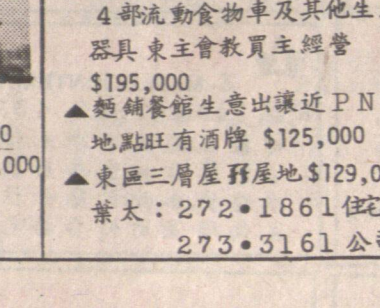 0
,000
4部流動食物車及其他生
器具東主會教買主經營
$195,000
▲麵舖餐館生意出讓近PN
地點旺有酒牌 $125,000
▲東區三層屋孖屋地$129,0
葉太：272•1861住宅
273•3161公